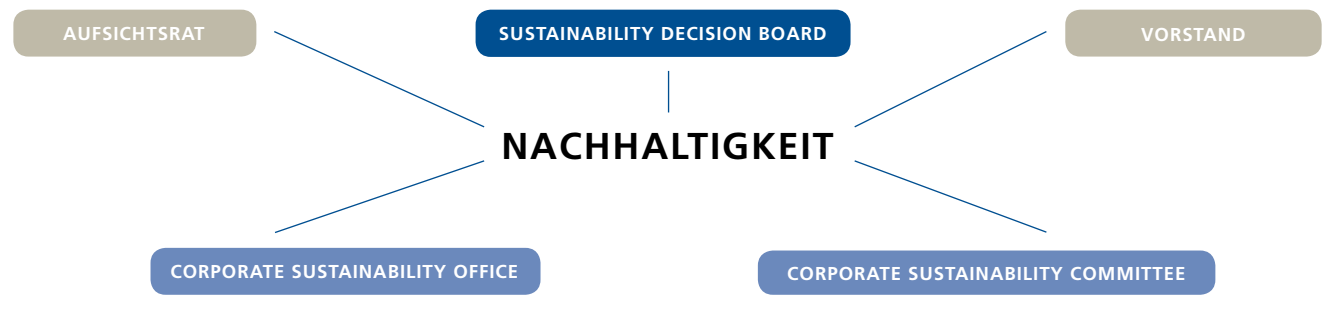 AUFSICHTSRAT
SUSTAINABILITY DECISION BOARD
VORSTAND
NACHHALTIGKEIT
CORPORATE SUSTAINABILITY OFFICE
CORPORATE SUSTAINABILITY COMMITTEE